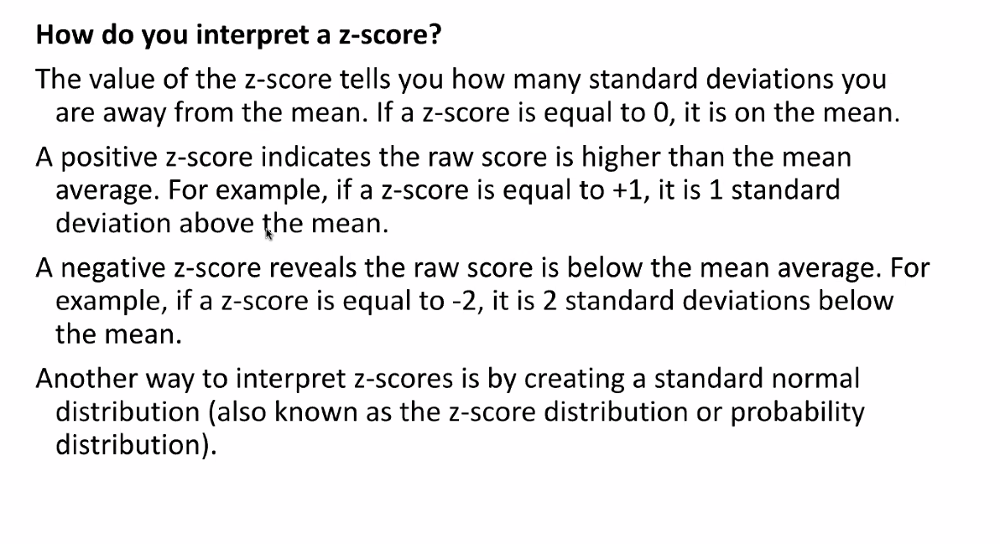 How do you interpret a z-score?
The value of the z-score tells you how many standard deviations you
are away from the mean. If a z-score is equal to 0, it is on the mean.
A positive z-score indicates the raw score is higher than the mean
average. For example, if a z-score is equal to +1, it is 1 standard
deviation above the mean.
A negative z-score reveals the raw score is below the mean average. For
example, if a z-score is equal to -2, it is 2 standard deviations below
the mean.
Another way to interpret z-scores is by creating a standard normal
distribution (also known as the z-score distribution or probability
distribution).